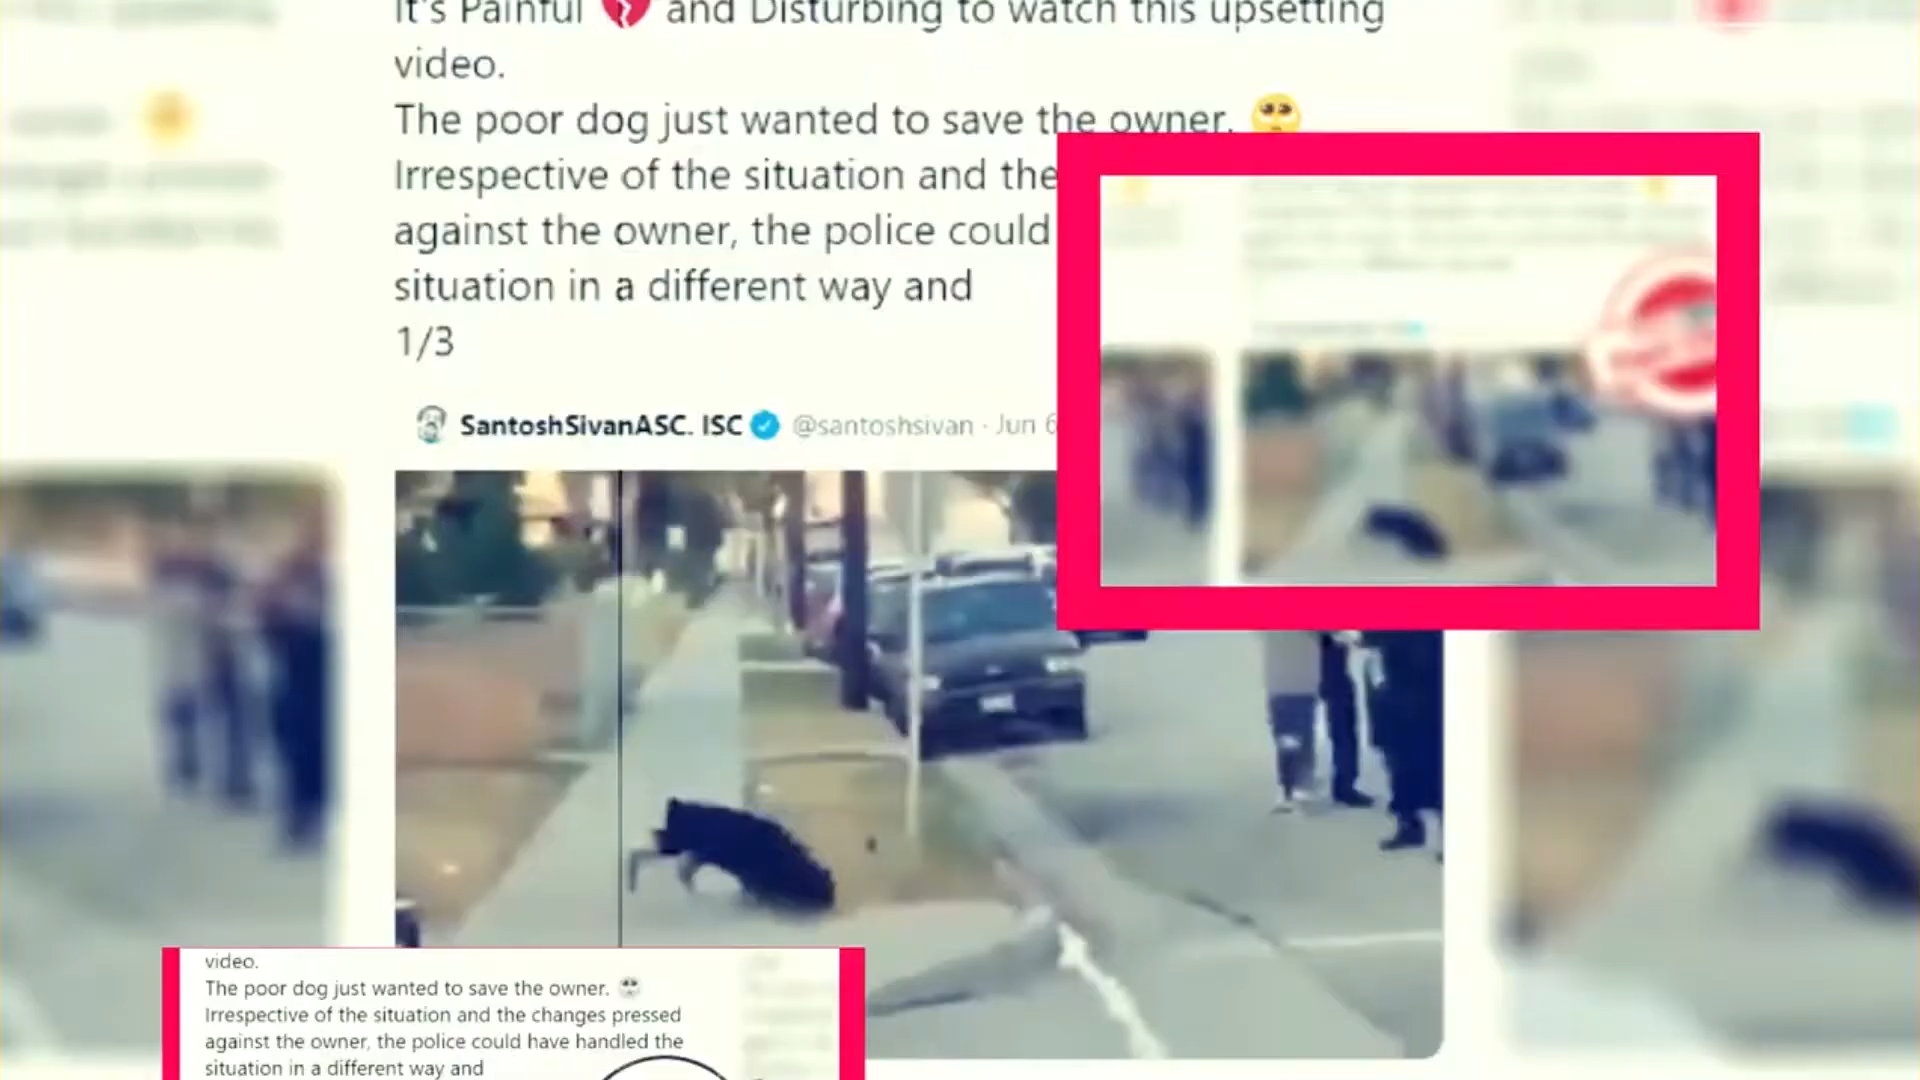 It's Painful 💔 and Disturbing to watch this upsetting
video.
The poor dog just wanted to save the owner. 🥺
Irrespective of the situation and the
against the owner, the police could
situation in a different way and
1/3
SantoshSivanASC. ISC @santoshsivan · Jun 6
video.
The poor dog just wanted to save the owner. 🥺
Irrespective of the situation and the changes pressed
against the owner, the police could have handled the
situation in a different way and